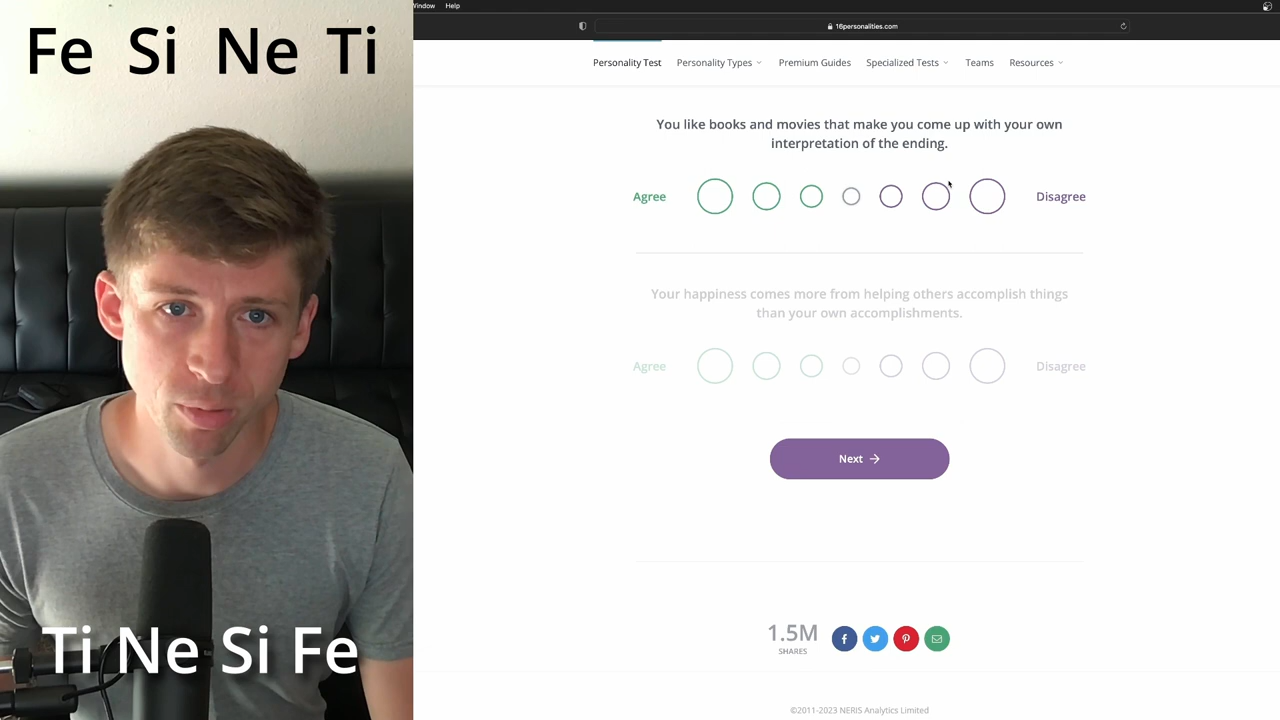 Fe Si Ne Ti
Ti Ne Si Fe
Window Help
16personalities.com
Personality Test Personality Types Premium Guides Specialized Tests Teams Resources
You like books and movies that make you come up with your own
interpretation of the ending.
Agree Disagree
Your happiness comes more from helping others accomplish things
than your own accomplishments.
Agree Disagree
Next →
1.5M
SHARES
©2011-2023 NERIS Analytics Limited